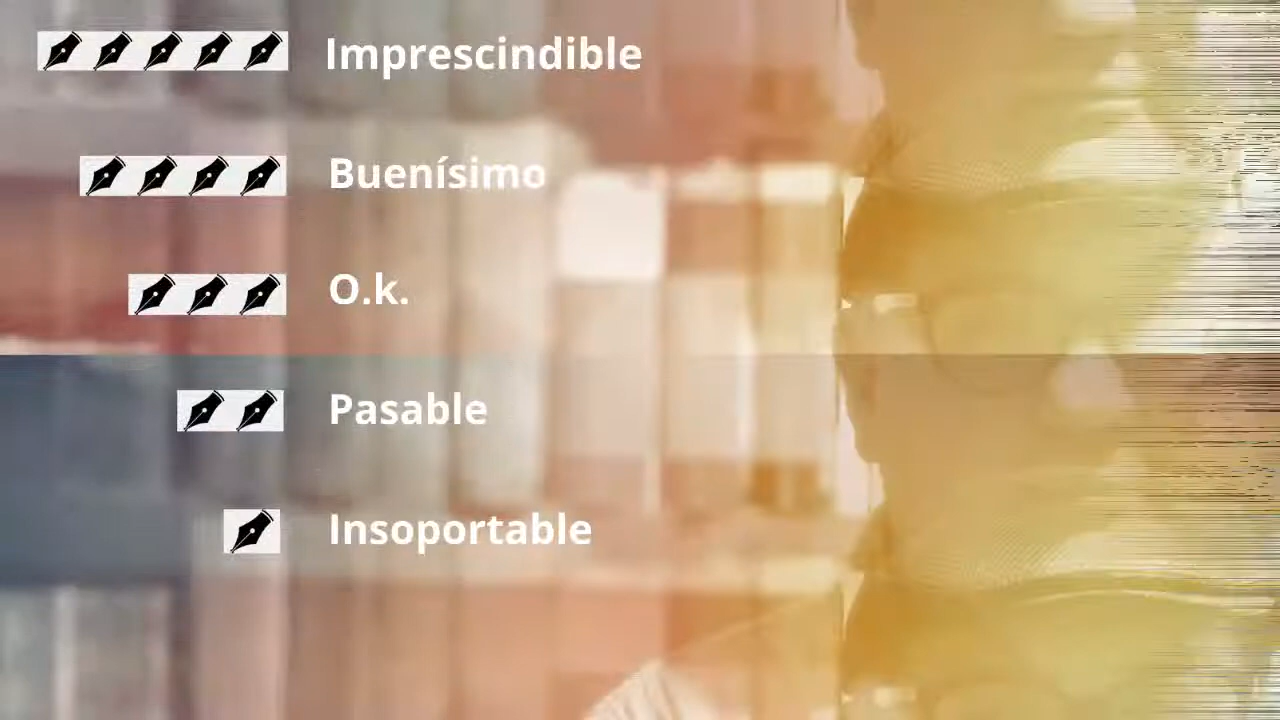 Imprescindible
Buenísimo
O.k.
Pasable
Insoportable